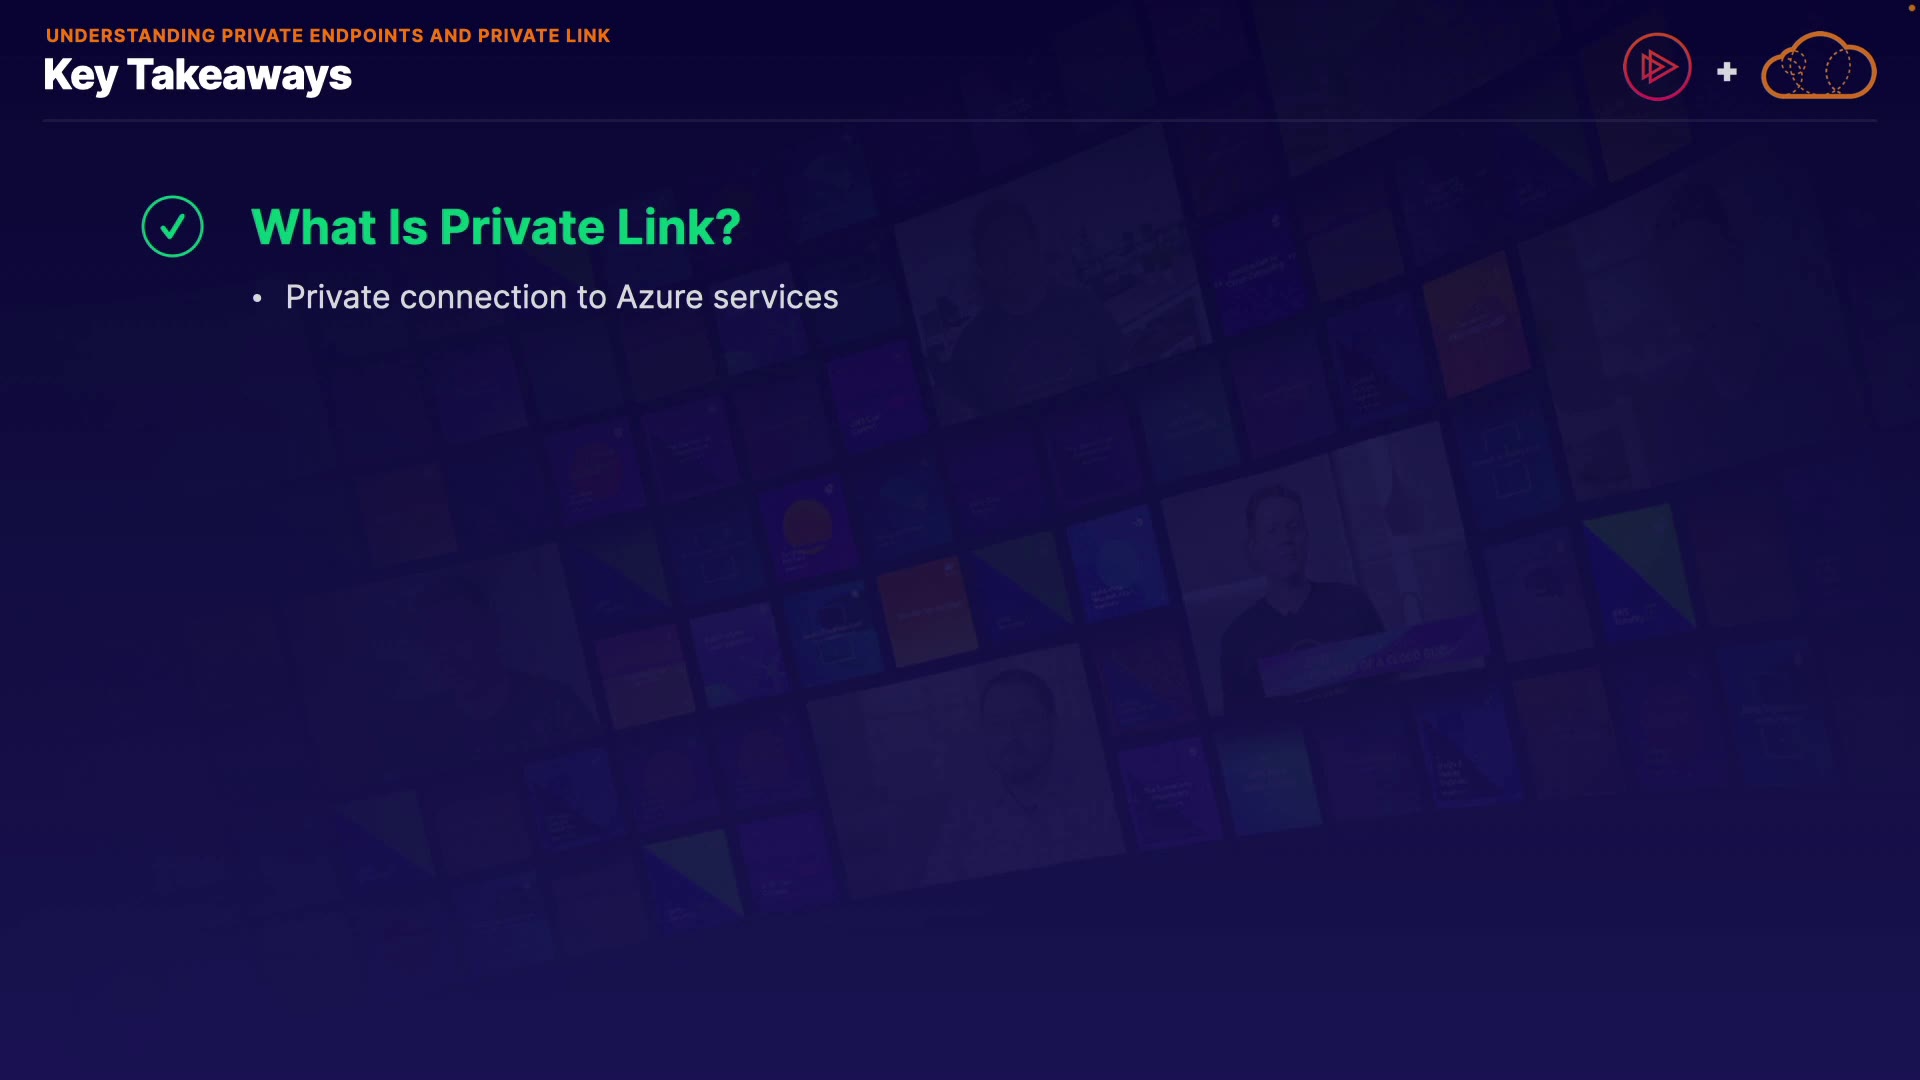 UNDERSTANDING PRIVATE ENDPOINTS AND PRIVATE LINK
Key Takeaways
What Is Private Link?
• Private connection to Azure services